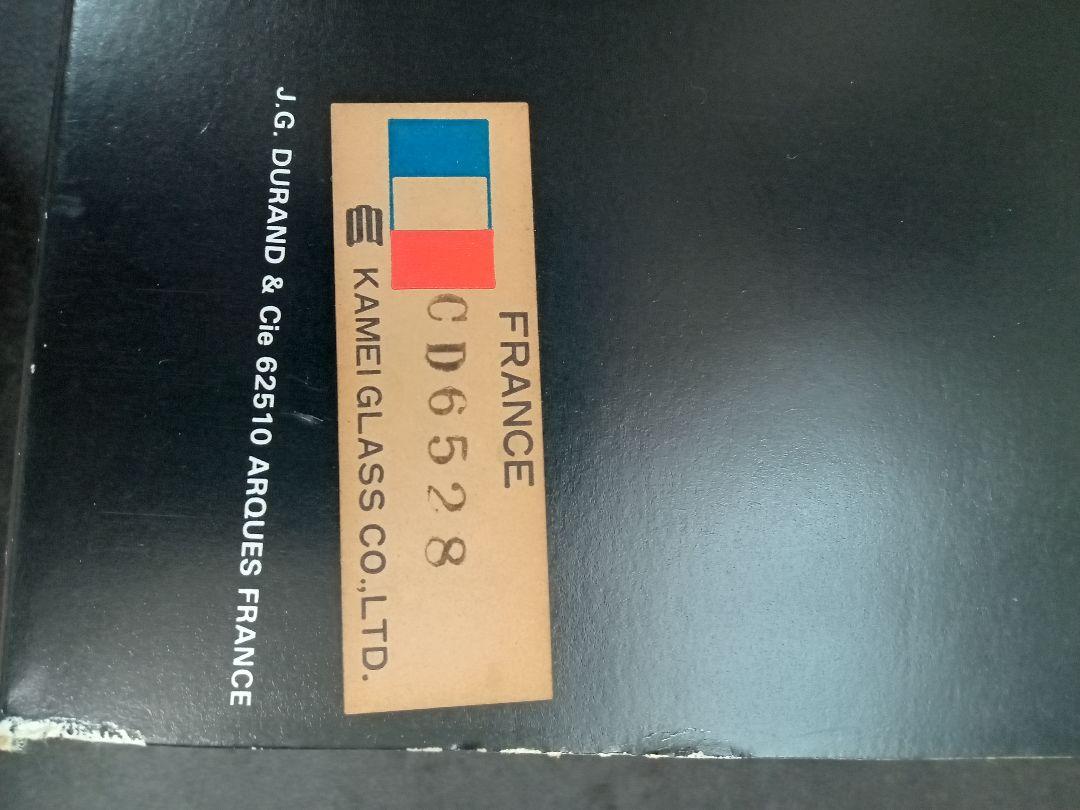 FRANCE
CD6528
KAMEI GLASS CO.,LTD.
J.G. DURAND & Cie 62510 ARQUES FRANCE